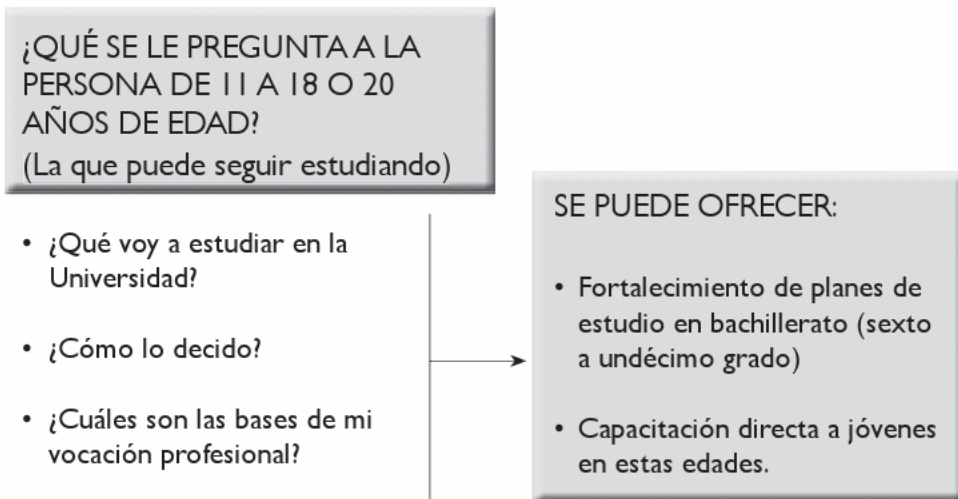 ¿QUÉ SE LE PREGUNTA A LA
PERSONA DE 11 A 18 O 20
AÑOS DE EDAD?
(La que puede seguir estudiando)
• ¿Qué voy a estudiar en la
Universidad?
• ¿Cómo lo decido?
• ¿Cuáles son las bases de mi
vocación profesional?
SE PUEDE OFRECER:
• Fortalecimiento de planes de
estudio en bachillerato (sexto
a undécimo grado)
• Capacitación directa a jóvenes
en estas edades.